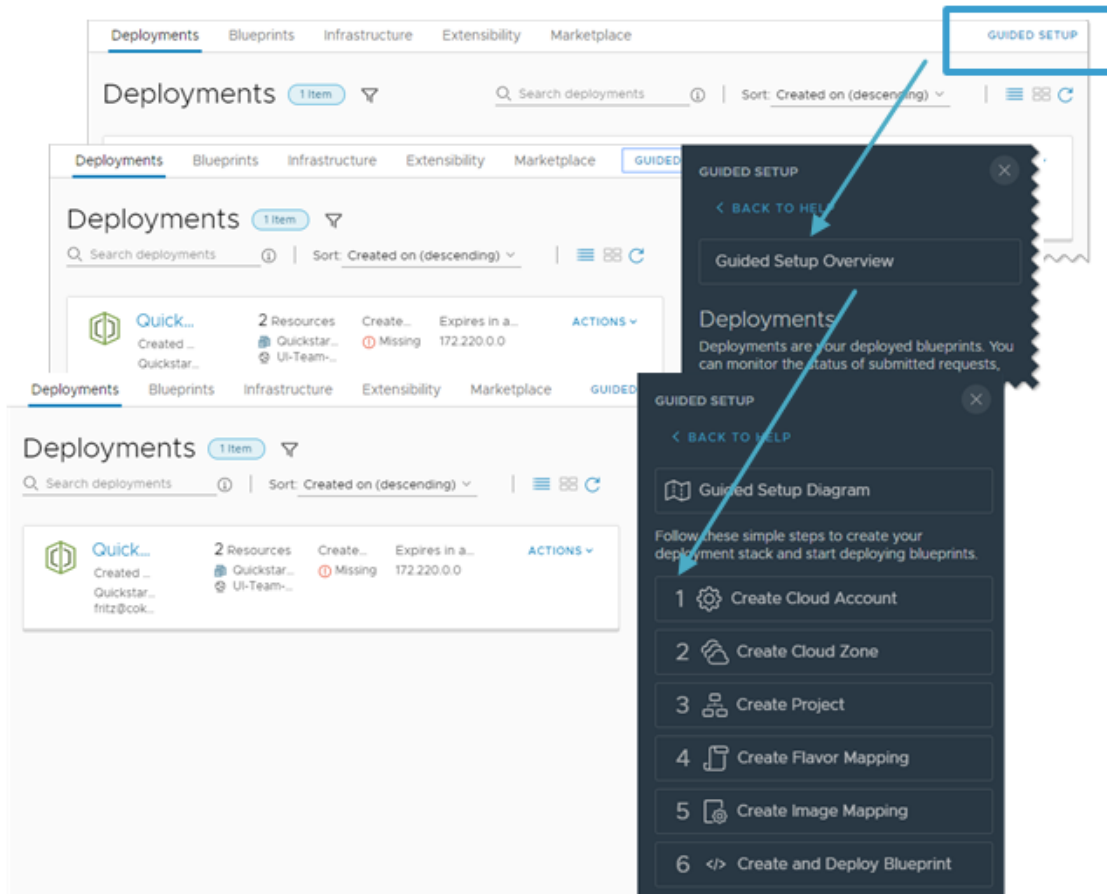 Deployments Blueprints Infrastructure Extensibility Marketplace GUIDED SETUP
Deployments 1 Item Search deployments Sort: Created on (descending)
Deployments Blueprints Infrastructure Extensibility Marketplace GUIDED
Deployments 1 Item
Search deployments Sort: Created on (descending)
Quick... 2 Resources Create... Expires in a... ACTIONS
Created ... Quickstar... Missing 172.220.0.0
Quickstar... UI-Team-...
GUIDED SETUP
BACK TO HELP
Guided Setup Overview
Deployments
Deployments are your deployed blueprints. You
can monitor the status of submitted requests,
Deployments Blueprints Infrastructure Extensibility Marketplace GUIDED
Deployments 1 Item
Search deployments Sort: Created on (descending)
Quick... 2 Resources Create... Expires in a... ACTIONS
Created ... Quickstar... Missing 172.220.0.0
Quickstar... UI-Team-...
fritz@cok...
GUIDED SETUP
BACK TO HELP
Guided Setup Diagram
Follow these simple steps to create your
deployment stack and start deploying blueprints.
1 Create Cloud Account
2 Create Cloud Zone
3 Create Project
4 Create Flavor Mapping
5 Create Image Mapping
6 </> Create and Deploy Blueprint